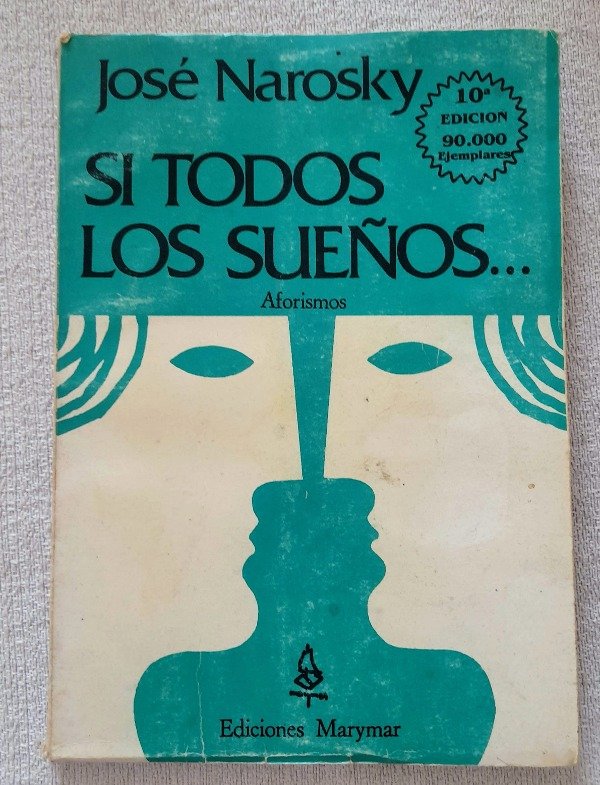 José Narosky
10ª
EDICION
90.000
Ejemplares
SI TODOS
LOS SUEÑOS...
Aforismos
Ediciones Marymar